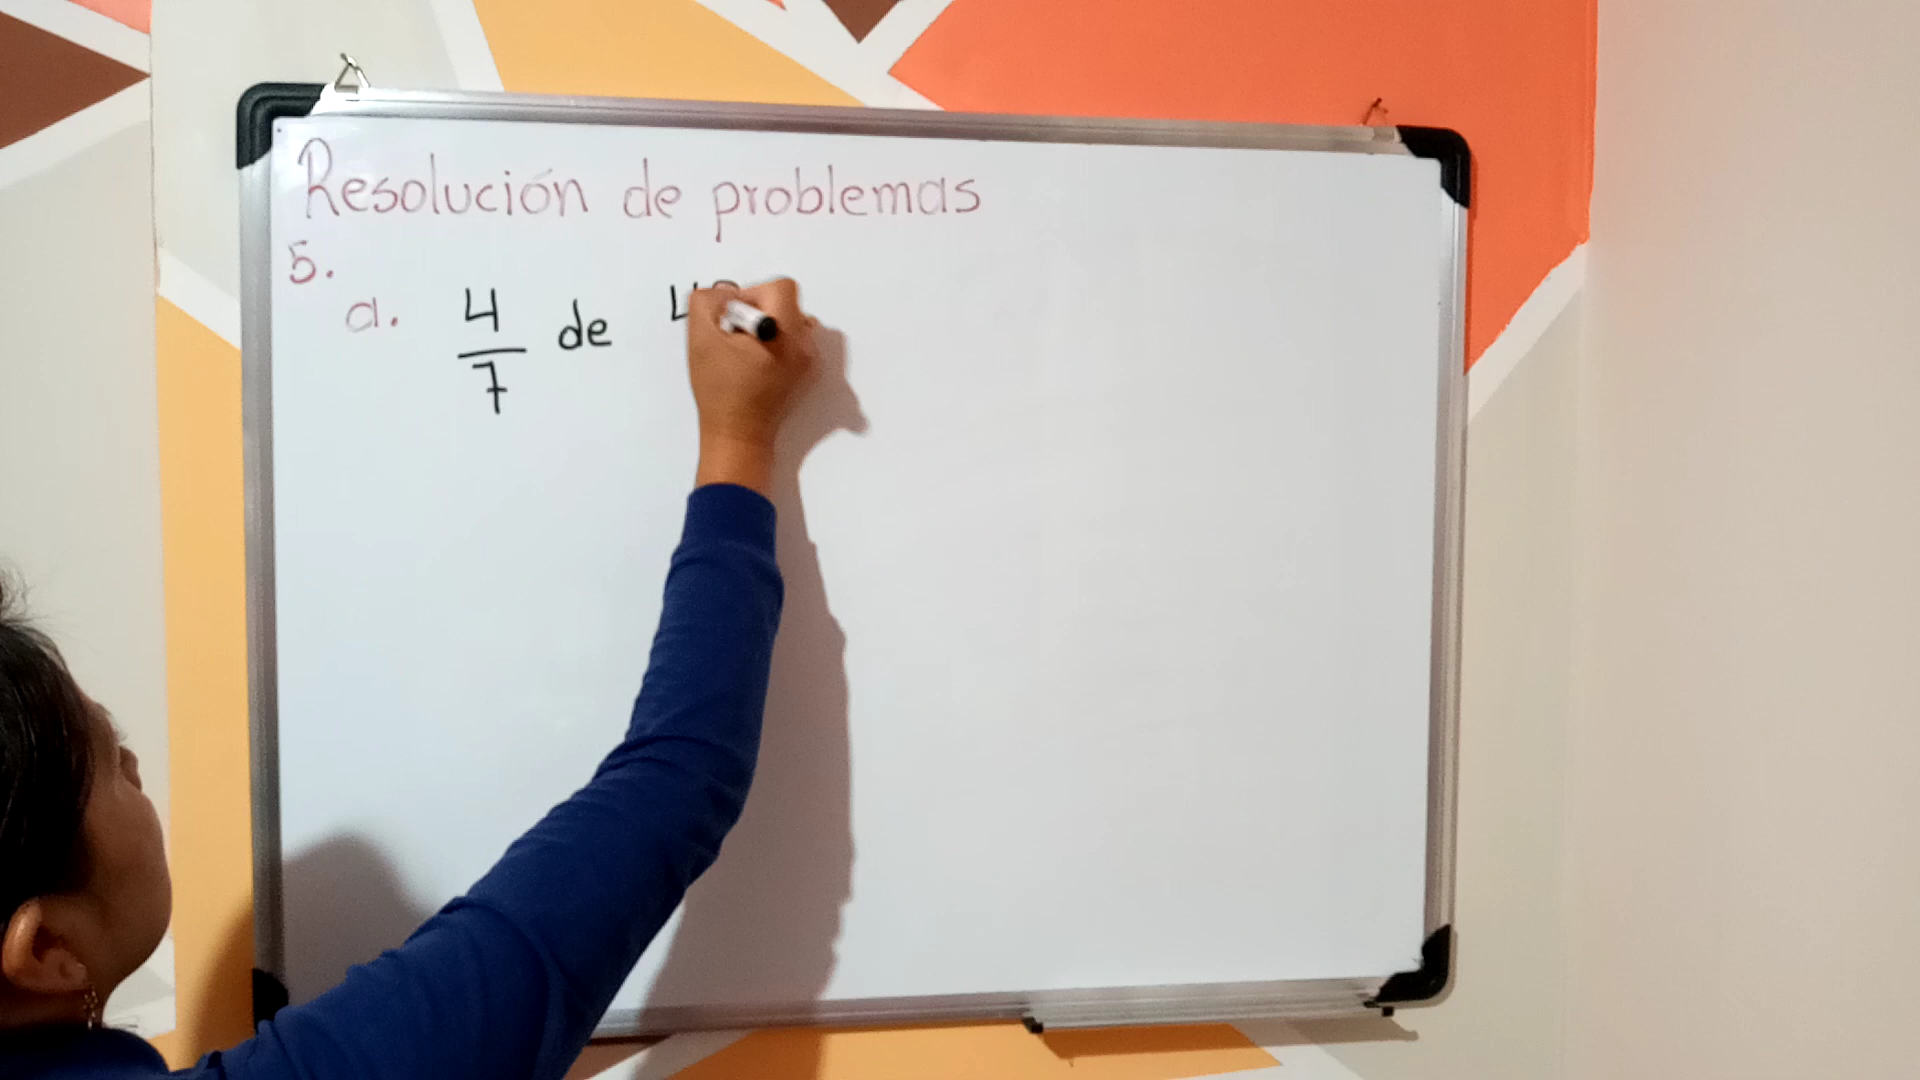 Resolución de problemas
5.
a. 4/7 de